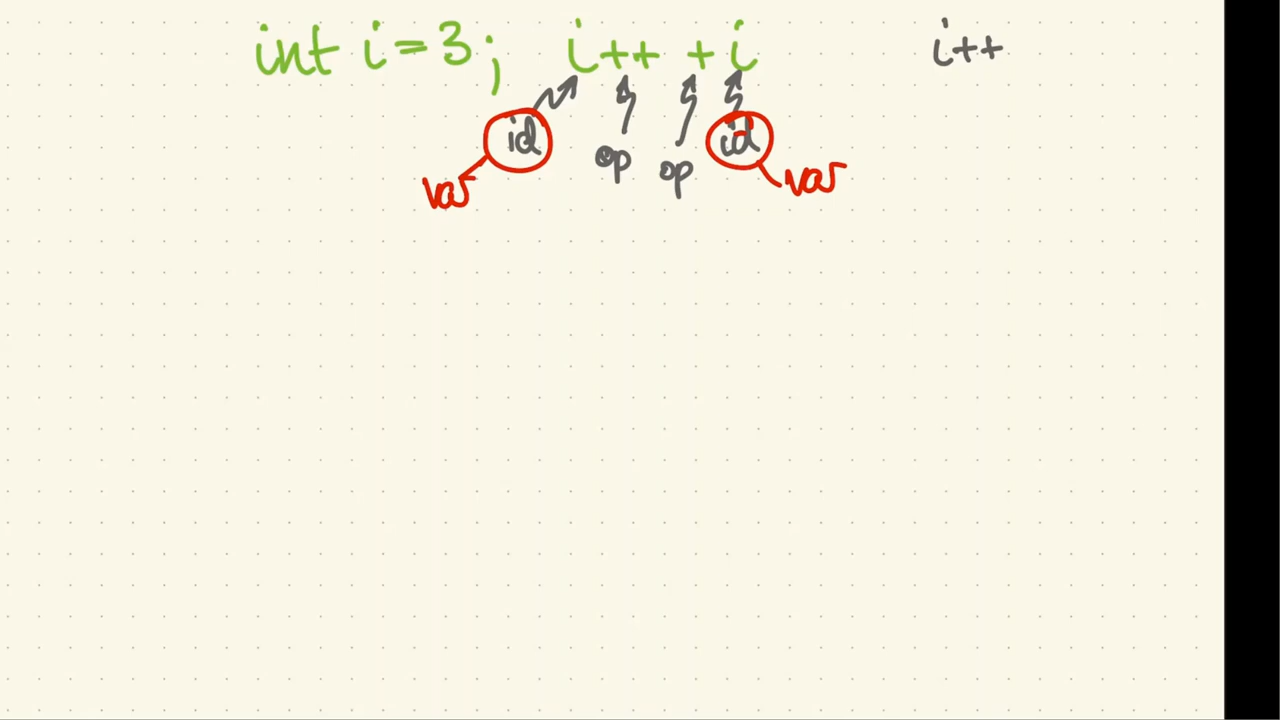 int i = 3; i++ + i i++
id op op id
var var